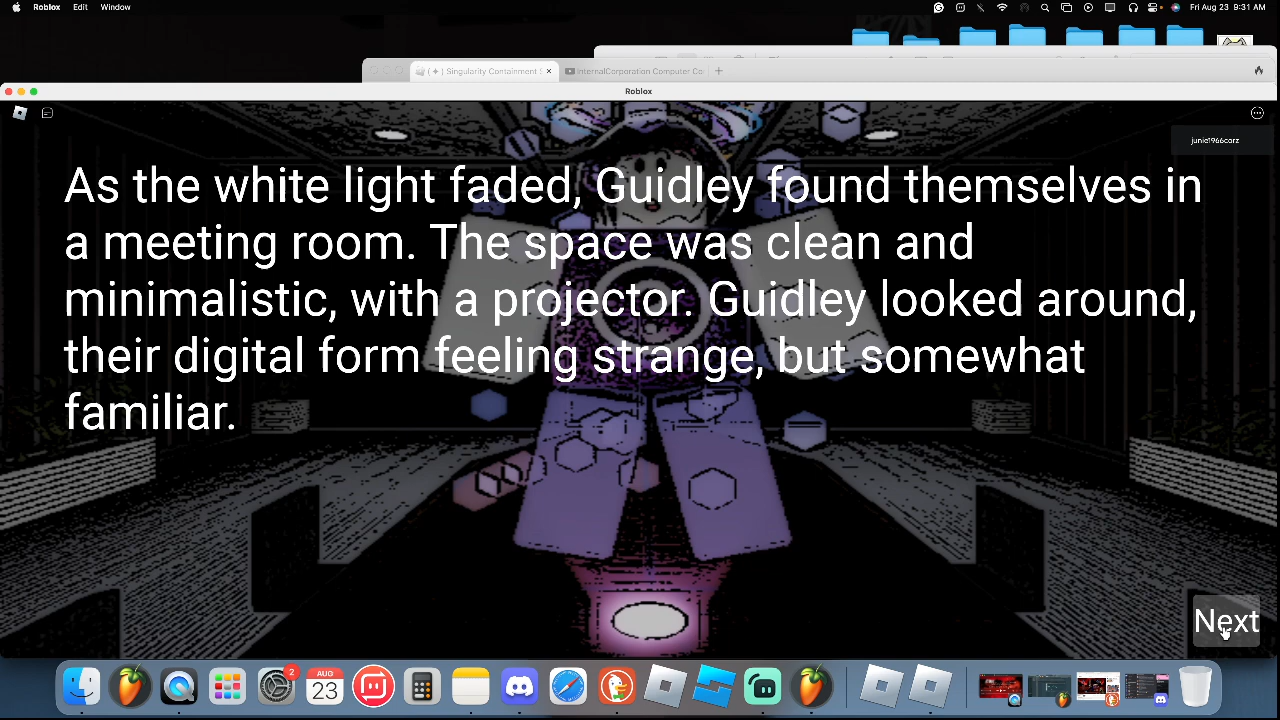 Roblox Edit Window Fri Aug 23 9:31 AM
( ✦ ) Singularity Containment InternalCorporation Computer Co
Roblox
junie1966carz
As the white light faded, Guidley found themselves in
a meeting room. The space was clean and
minimalistic, with a projector. Guidley looked around,
their digital form feeling strange, but somewhat
familiar.
Next
2
AUG
23